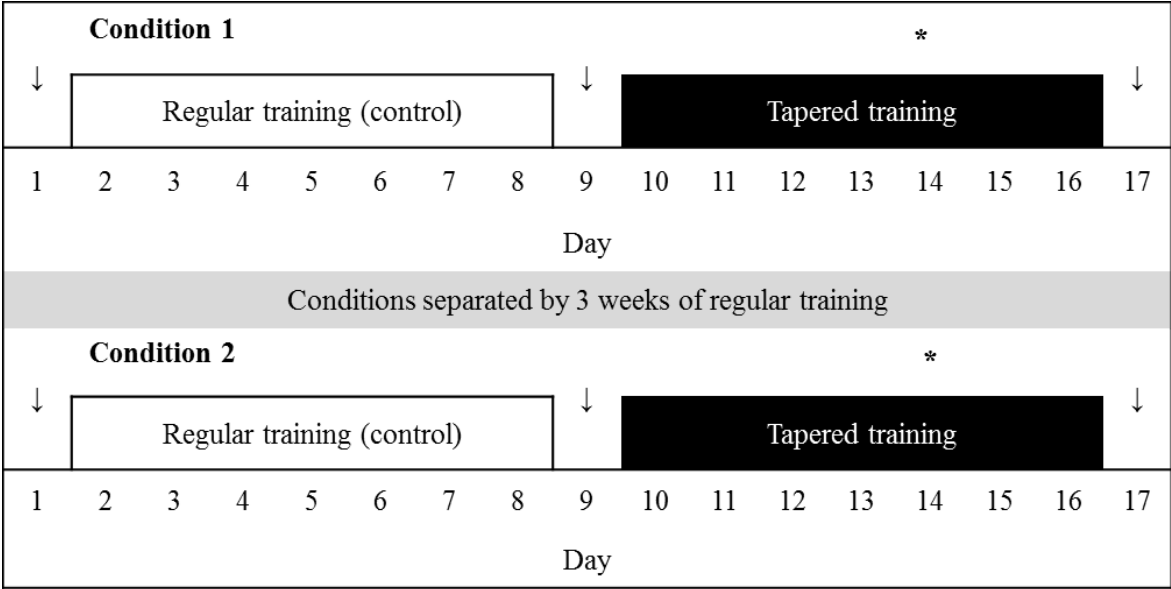 Condition 1
*
↓ ↓ ↓
Regular training (control) Tapered training
1 2 3 4 5 6 7 8 9 10 11 12 13 14 15 16 17
Day
Conditions separated by 3 weeks of regular training
Condition 2
*
↓ ↓ ↓
Regular training (control) Tapered training
1 2 3 4 5 6 7 8 9 10 11 12 13 14 15 16 17
Day